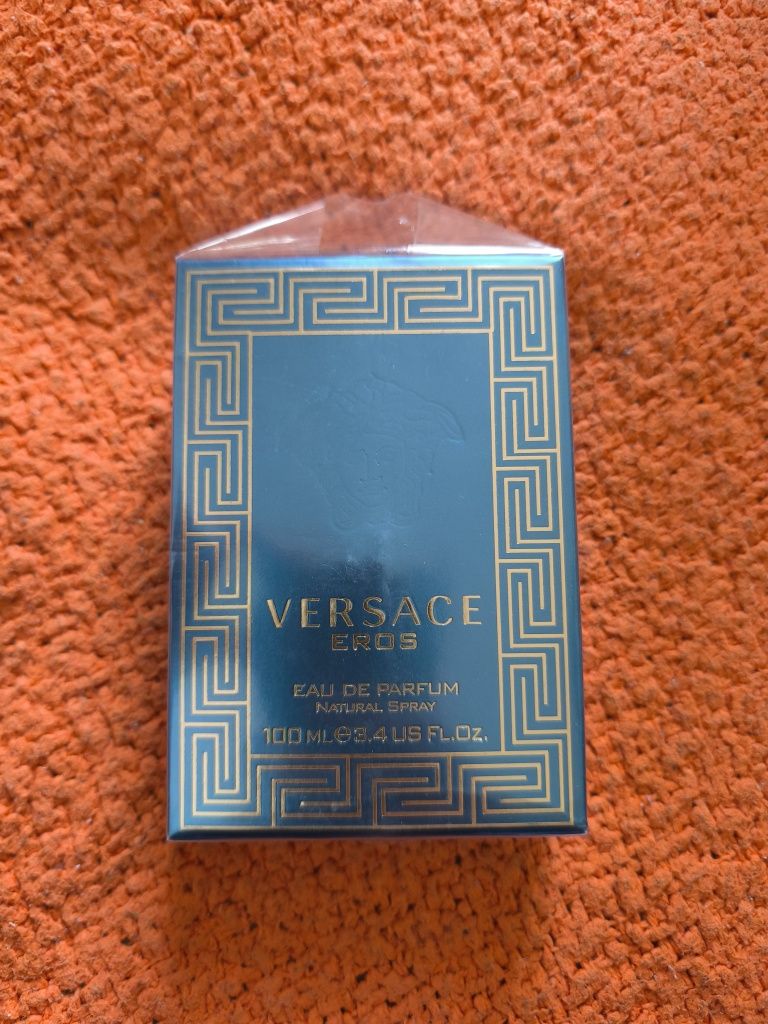 VERSACE
EROS
EAU DE PARFUM
NATURAL SPRAY
100 ML ℮ 3.4 US FL.OZ.